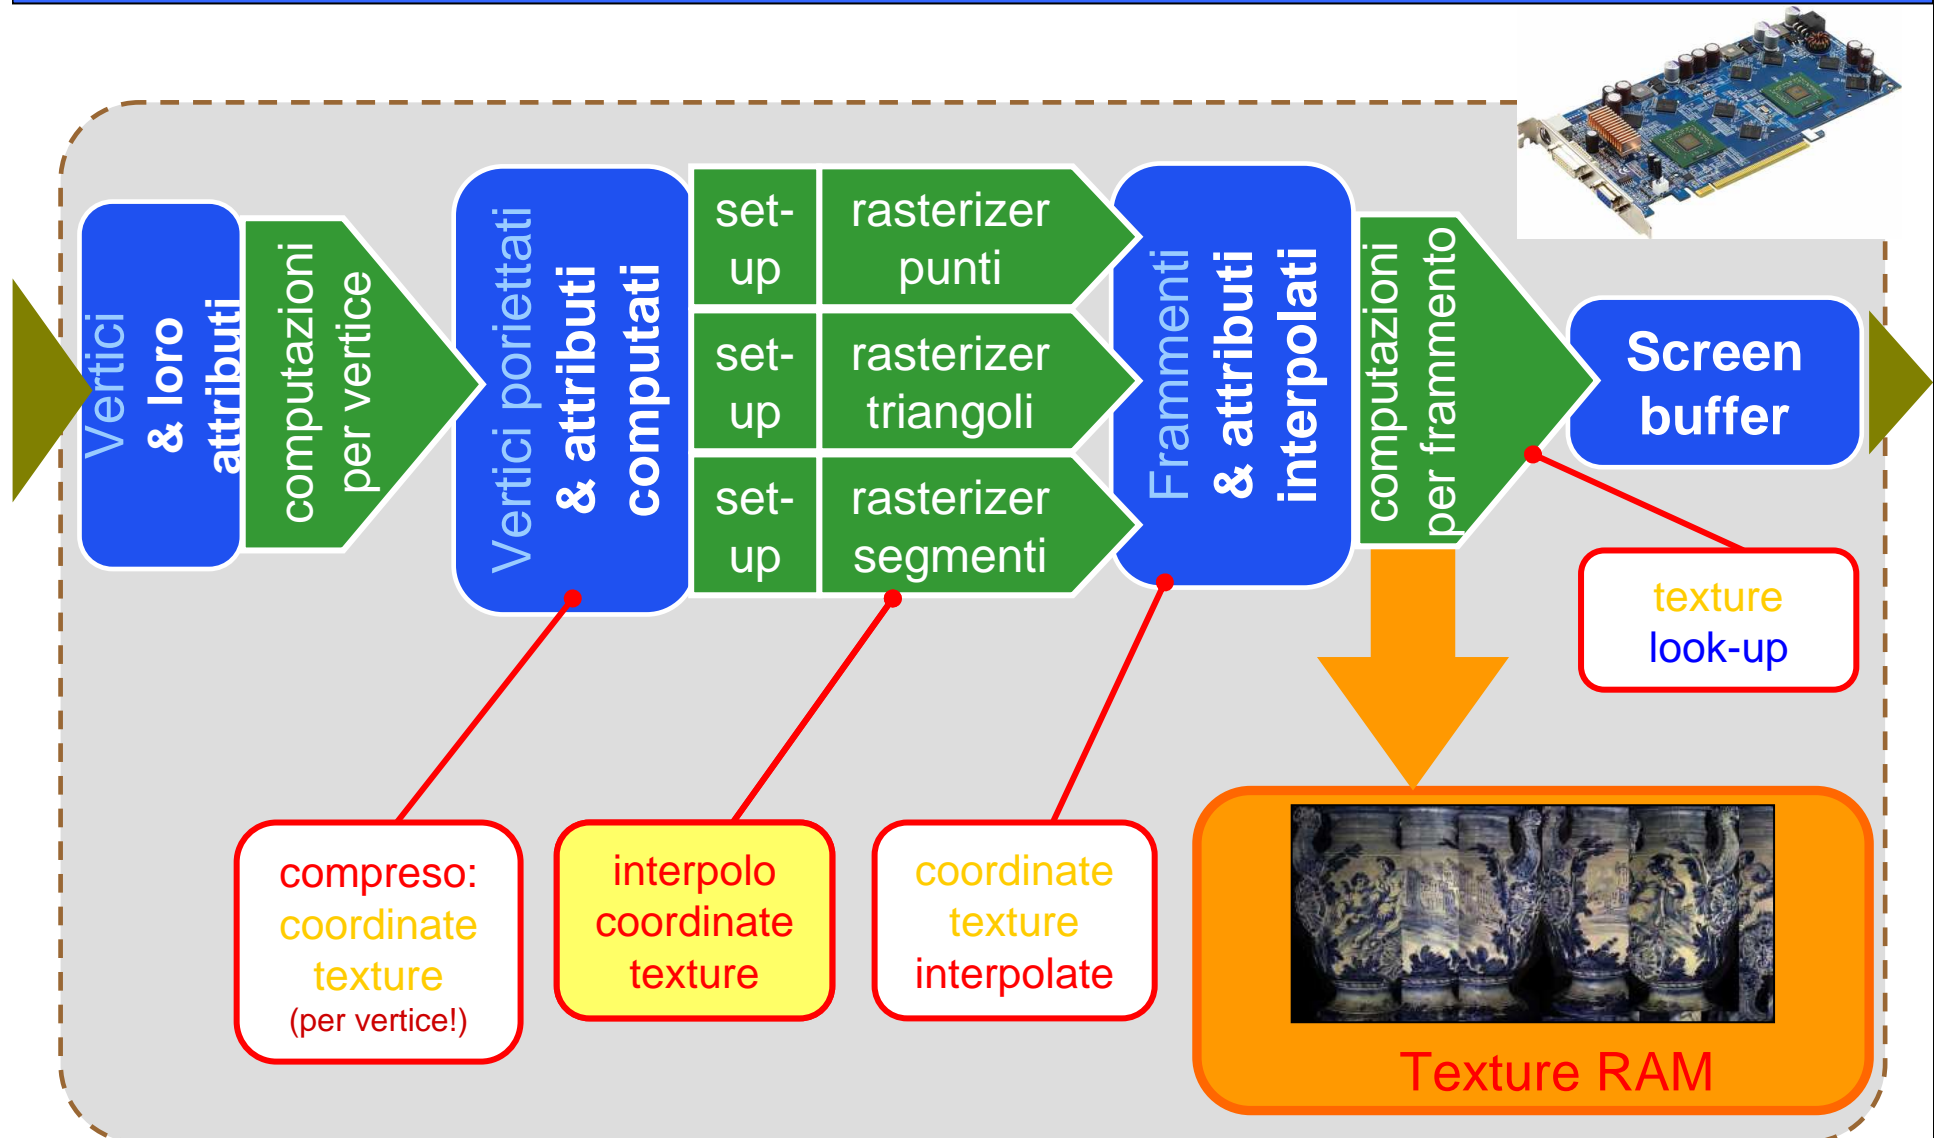 Vertici
& loro
attributi
computazioni
per vertice
Vertici poriettati
& attributi
computati
set-
up
rasterizer
punti
set-
up
rasterizer
triangoli
set-
up
rasterizer
segmenti
Frammenti
& attributi
interpolati
computazioni
per frammento
Screen
buffer
texture
look-up
compreso:
coordinate
texture
(per vertice!)
interpolo
coordinate
texture
coordinate
texture
interpolate
Texture RAM